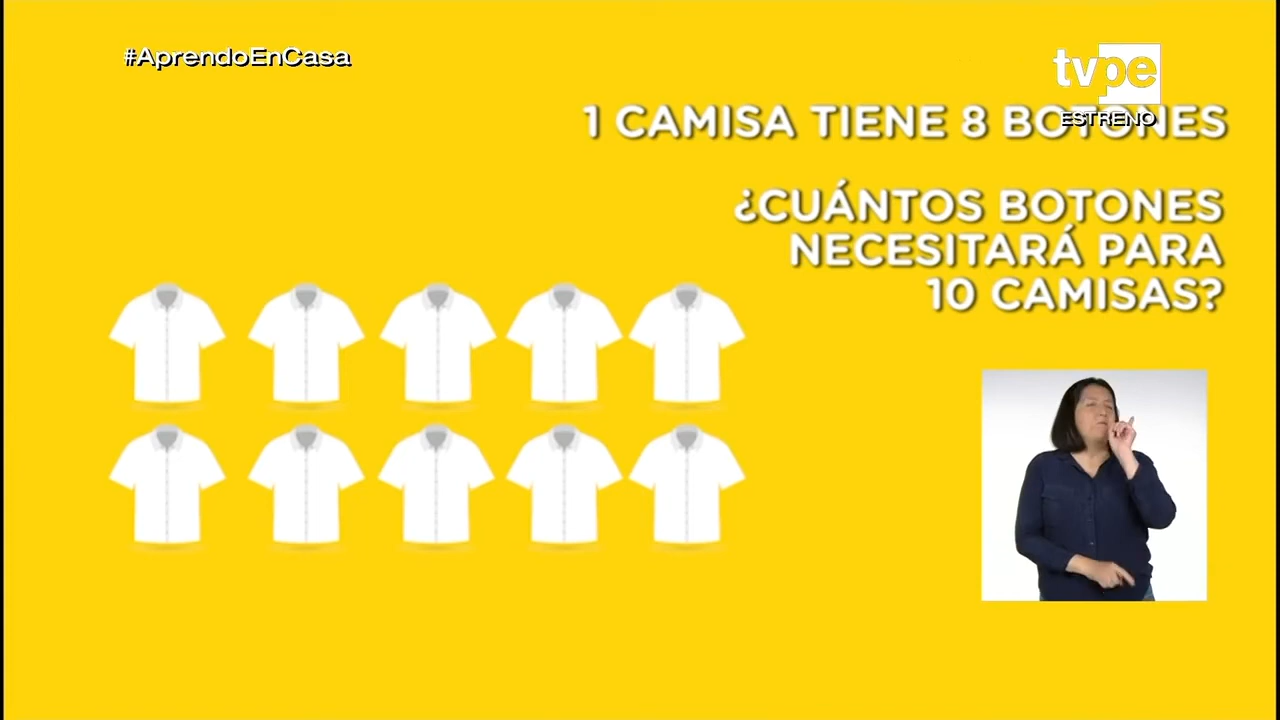 #AprendoEnCasa
tvpe
ESTRENO
1 CAMISA TIENE 8 BOTONES
¿CUÁNTOS BOTONES
NECESITARÁ PARA
10 CAMISAS?